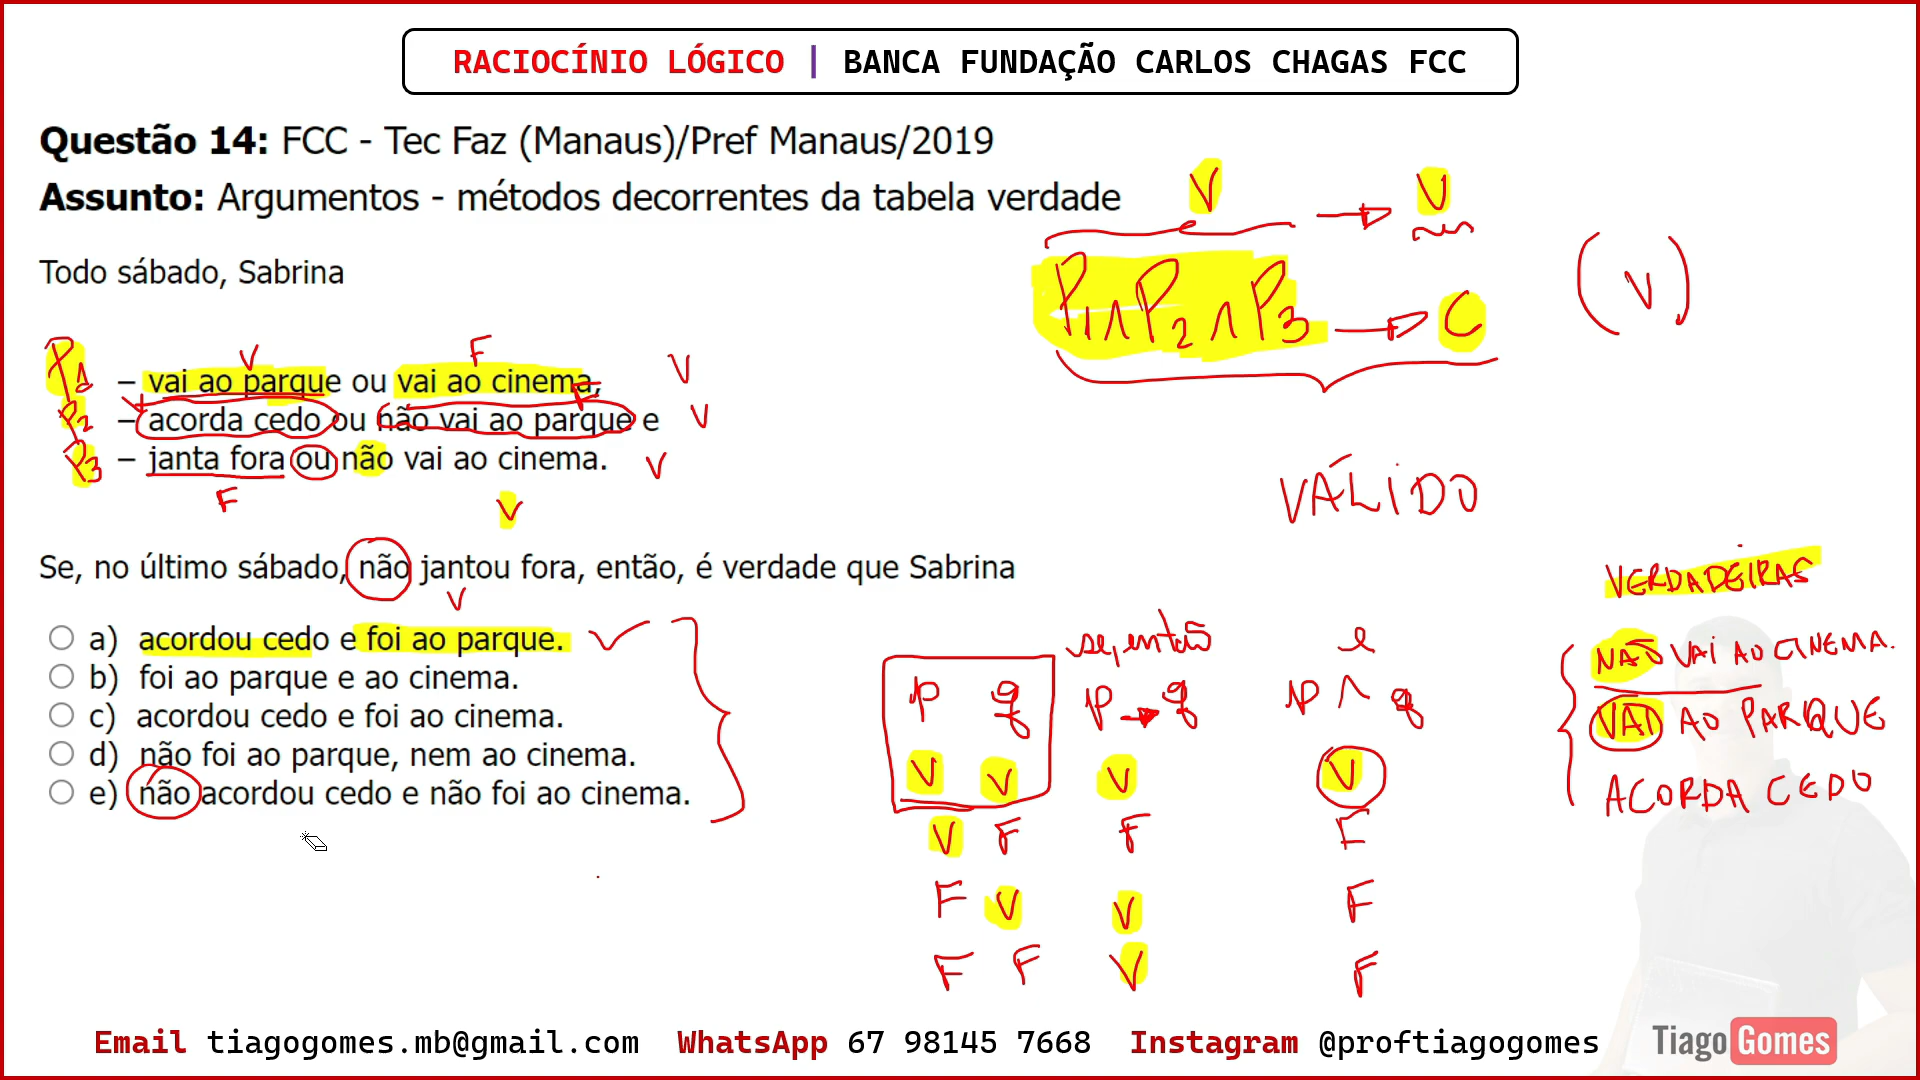 RACIOCÍNIO LÓGICO | BANCA FUNDAÇÃO CARLOS CHAGAS FCC
Questão 14: FCC - Tec Faz (Manaus)/Pref Manaus/2019
Assunto: Argumentos - métodos decorrentes da tabela verdade
V → V
Todo sábado, Sabrina
P1 ∧ P2 ∧ P3 → C
(V)
V F
P1 – vai ao parque ou vai ao cinema, V
V F
P2 – acorda cedo ou não vai ao parque e V
P3 – janta fora ou não vai ao cinema. V
F V
VÁLIDO
Se, no último sábado, não jantou fora, então, é verdade que Sabrina
V
a) acordou cedo e foi ao parque.
b) foi ao parque e ao cinema.
c) acordou cedo e foi ao cinema.
d) não foi ao parque, nem ao cinema.
e) não acordou cedo e não foi ao cinema.
se, então e
p q p → q p ∧ q
V V V V
V F F F
F V V F
F F V F
VERDADEIRAS
NÃO VAI AO CINEMA.
VAI AO PARQUE
ACORDA CEDO
Email tiagogomes.mb@gmail.com WhatsApp 67 98145 7668 Instagram @proftiagogomes
Tiago Gomes